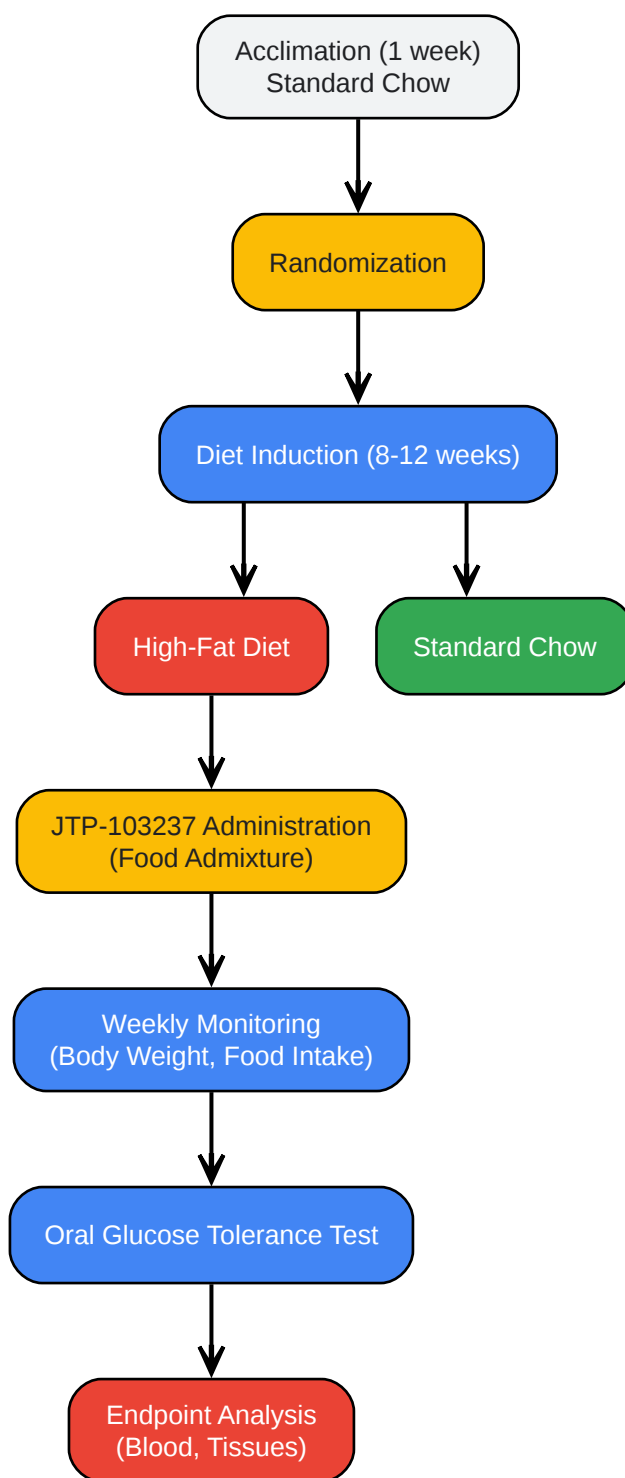 Acclimation (1 week)
Standard Chow
Randomization
Diet Induction (8-12 weeks)
High-Fat Diet
Standard Chow
JTP-103237 Administration
(Food Admixture)
Weekly Monitoring
(Body Weight, Food Intake)
Oral Glucose Tolerance Test
Endpoint Analysis
(Blood, Tissues)